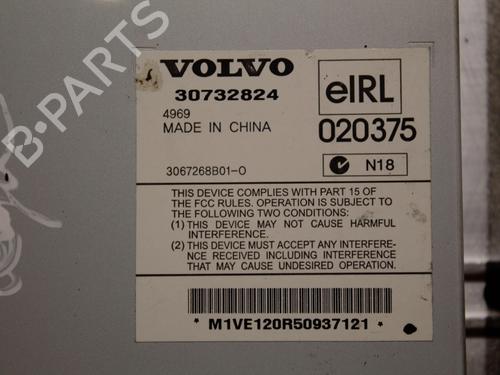 B-PARTS
VOLVO
30732824
4969
MADE IN CHINA
3067268B01-O
eIRL
020375
N18
THIS DEVICE COMPLIES WITH PART 15 OF
THE FCC RULES. OPERATION IS SUBJECT TO
THE FOLLOWING TWO CONDITIONS:
(1) THIS DEVICE MAY NOT CAUSE HARMFUL
INTERFERENCE.
(2) THIS DEVICE MUST ACCEPT ANY INTERFERE-
NCE RECEIVED INCLUDING INTERFERENCE
THAT MAY CAUSE UNDESIRED OPERATION.
* M1VE120R50937121 *